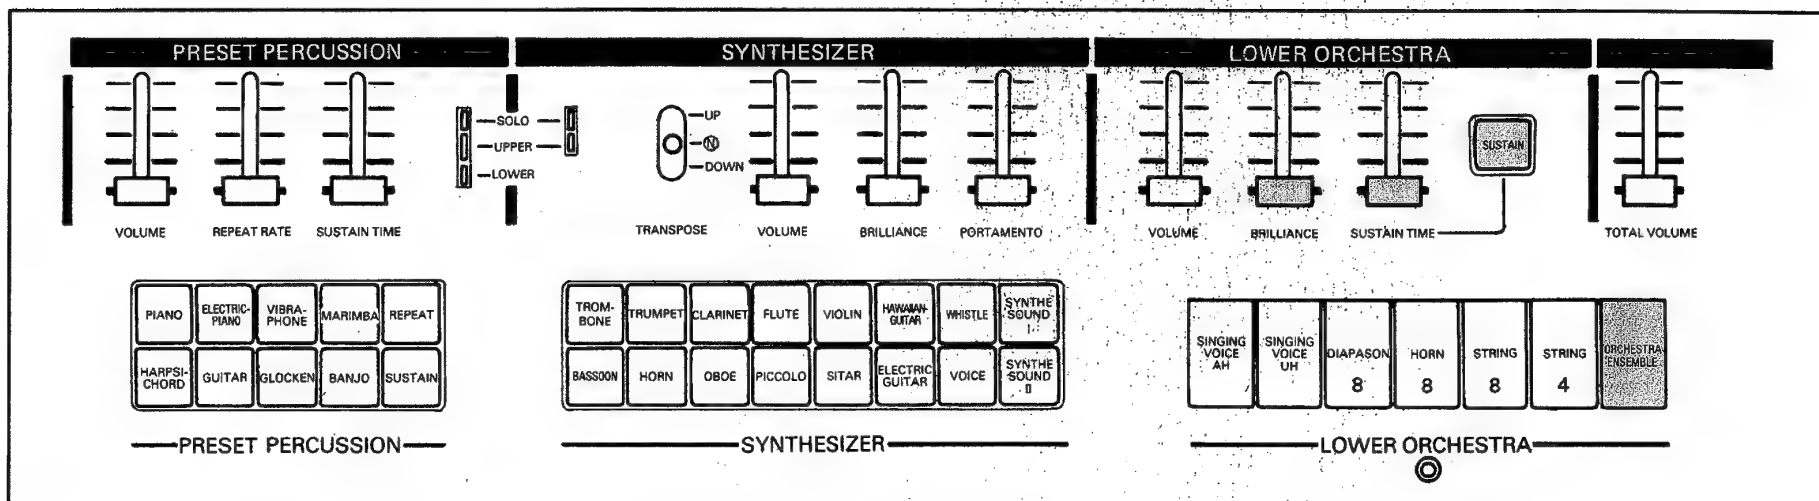 PRESET PERCUSSION
SYNTHESIZER
LOWER ORCHESTRA
SOLO
UPPER
LOWER
UP
N
DOWN
SUSTAIN
VOLUME
REPEAT RATE
SUSTAIN TIME
TRANSPOSE
VOLUME
BRILLIANCE
PORTAMENTO
VOLUME
BRILLIANCE
SUSTAIN TIME
TOTAL VOLUME
PIANO
ELECTRIC-
PIANO
VIBRA-
PHONE
MARIMBA
REPEAT
HARPSI-
CHORD
GUITAR
GLOCKEN
BANJO
SUSTAIN
TROM-
BONE
TRUMPET
CLARINET
FLUTE
VIOLIN
HAWAIIAN-
GUITAR
WHISTLE
SYNTHE
SOUND
I
BASSOON
HORN
OBOE
PICCOLO
SITAR
ELECTRIC
GUITAR
VOICE
SYNTHE
SOUND
II
SINGING
VOICE
AH
SINGING
VOICE
UH
DIAPASON
8
HORN
8
STRING
8
STRING
4
ORCHESTRA
ENSEMBLE
PRESET PERCUSSION
SYNTHESIZER
LOWER ORCHESTRA